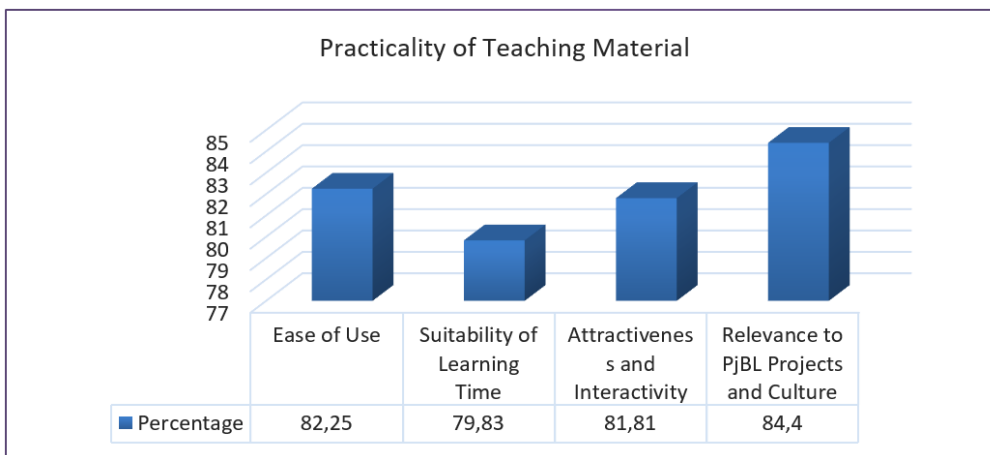 Practicality of Teaching Material
85
84
83
82
81
80
79
78
77
Ease of Use
Suitability of
Learning
Time
Attractivenes
s and
Interactivity
Relevance to
PjBL Projects
and Culture
Percentage 82,25 79,83 81,81 84,4